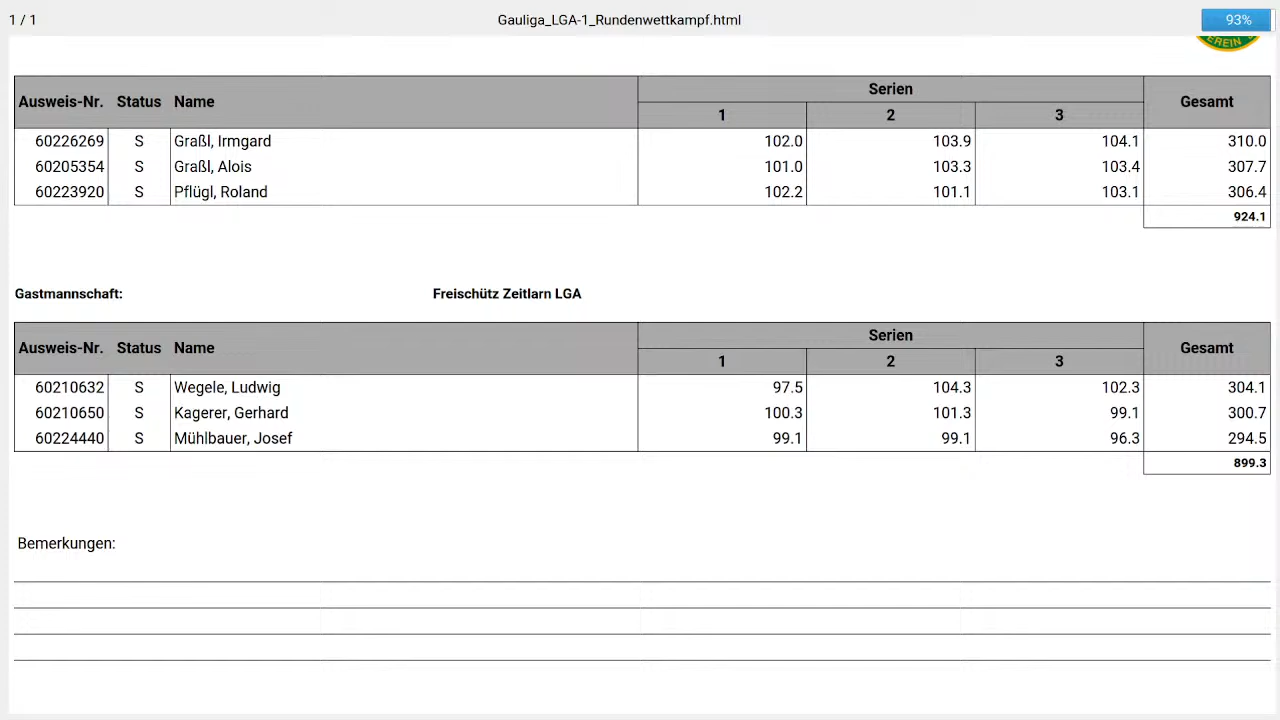 1 / 1 Gauliga_LGA-1_Rundenwettkampf.html 93%
EREIN
Ausweis-Nr. Status Name Serien Gesamt
1 2 3
60226269 S Graßl, Irmgard 102.0 103.9 104.1 310.0
60205354 S Graßl, Alois 101.0 103.3 103.4 307.7
60223920 S Pflügl, Roland 102.2 101.1 103.1 306.4
924.1
Gastmannschaft: Freischütz Zeitlarn LGA
Ausweis-Nr. Status Name Serien Gesamt
1 2 3
60210632 S Wegele, Ludwig 97.5 104.3 102.3 304.1
60210650 S Kagerer, Gerhard 100.3 101.3 99.1 300.7
60224440 S Mühlbauer, Josef 99.1 99.1 96.3 294.5
899.3
Bemerkungen: